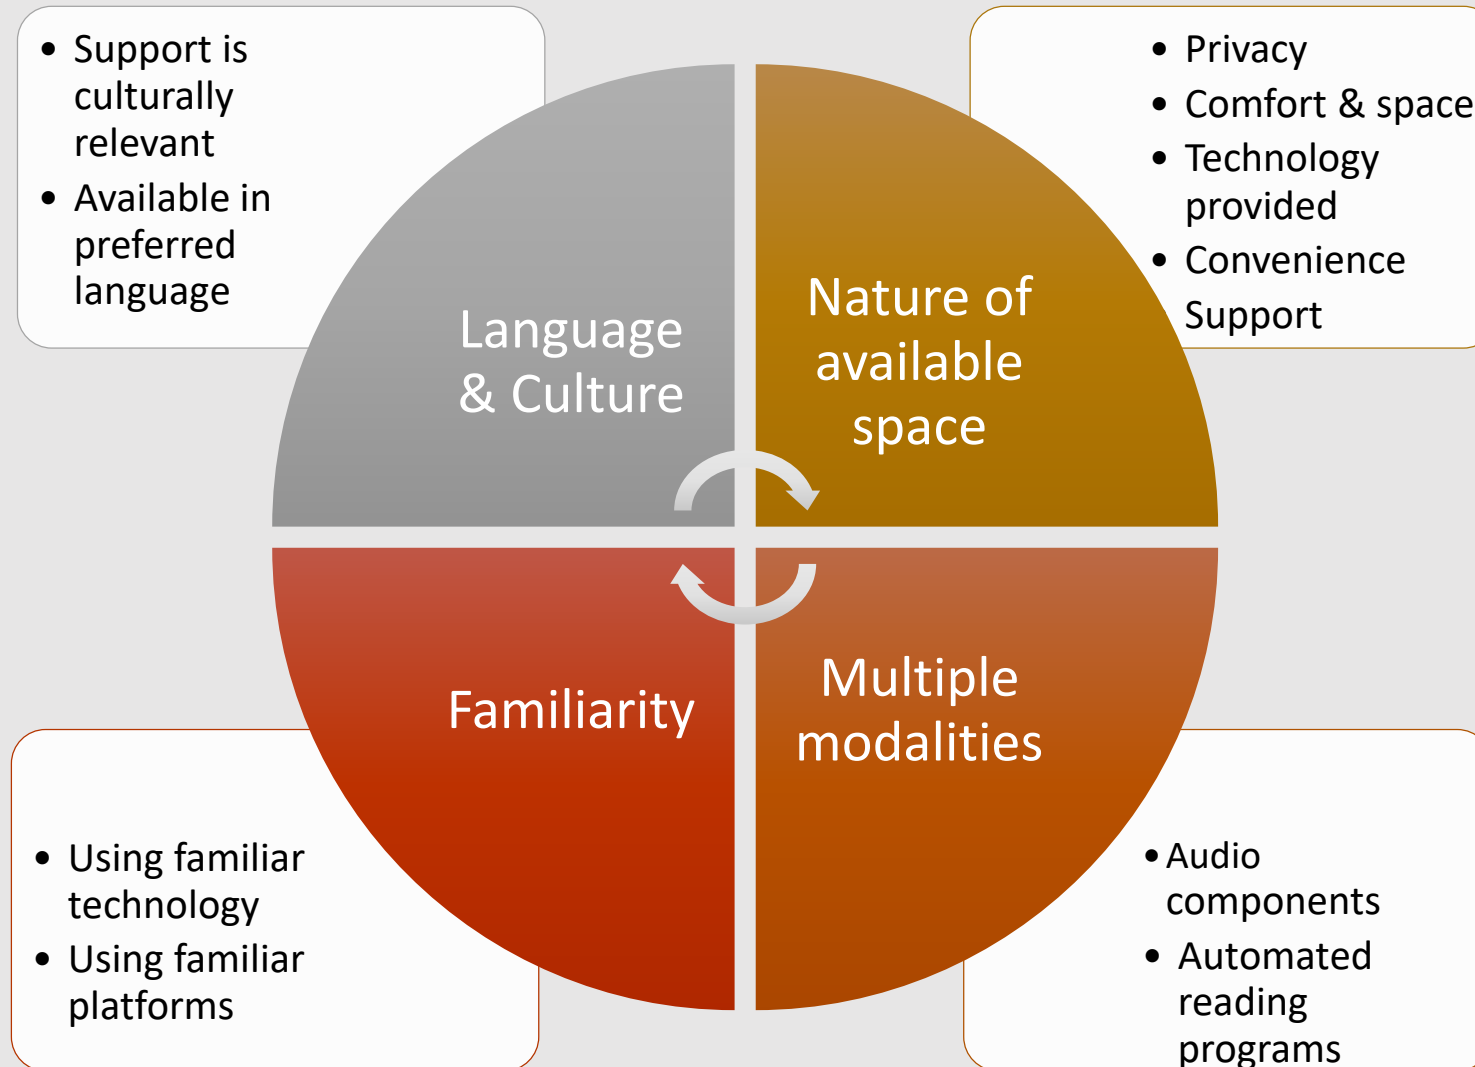 • Support is
culturally
relevant
• Available in
preferred
language
• Privacy
• Comfort & space
• Technology
provided
• Convenience
Support
Language
& Culture
Nature of
available
space
Familiarity
Multiple
modalities
• Using familiar
technology
• Using familiar
platforms
• Audio
components
• Automated
reading
programs